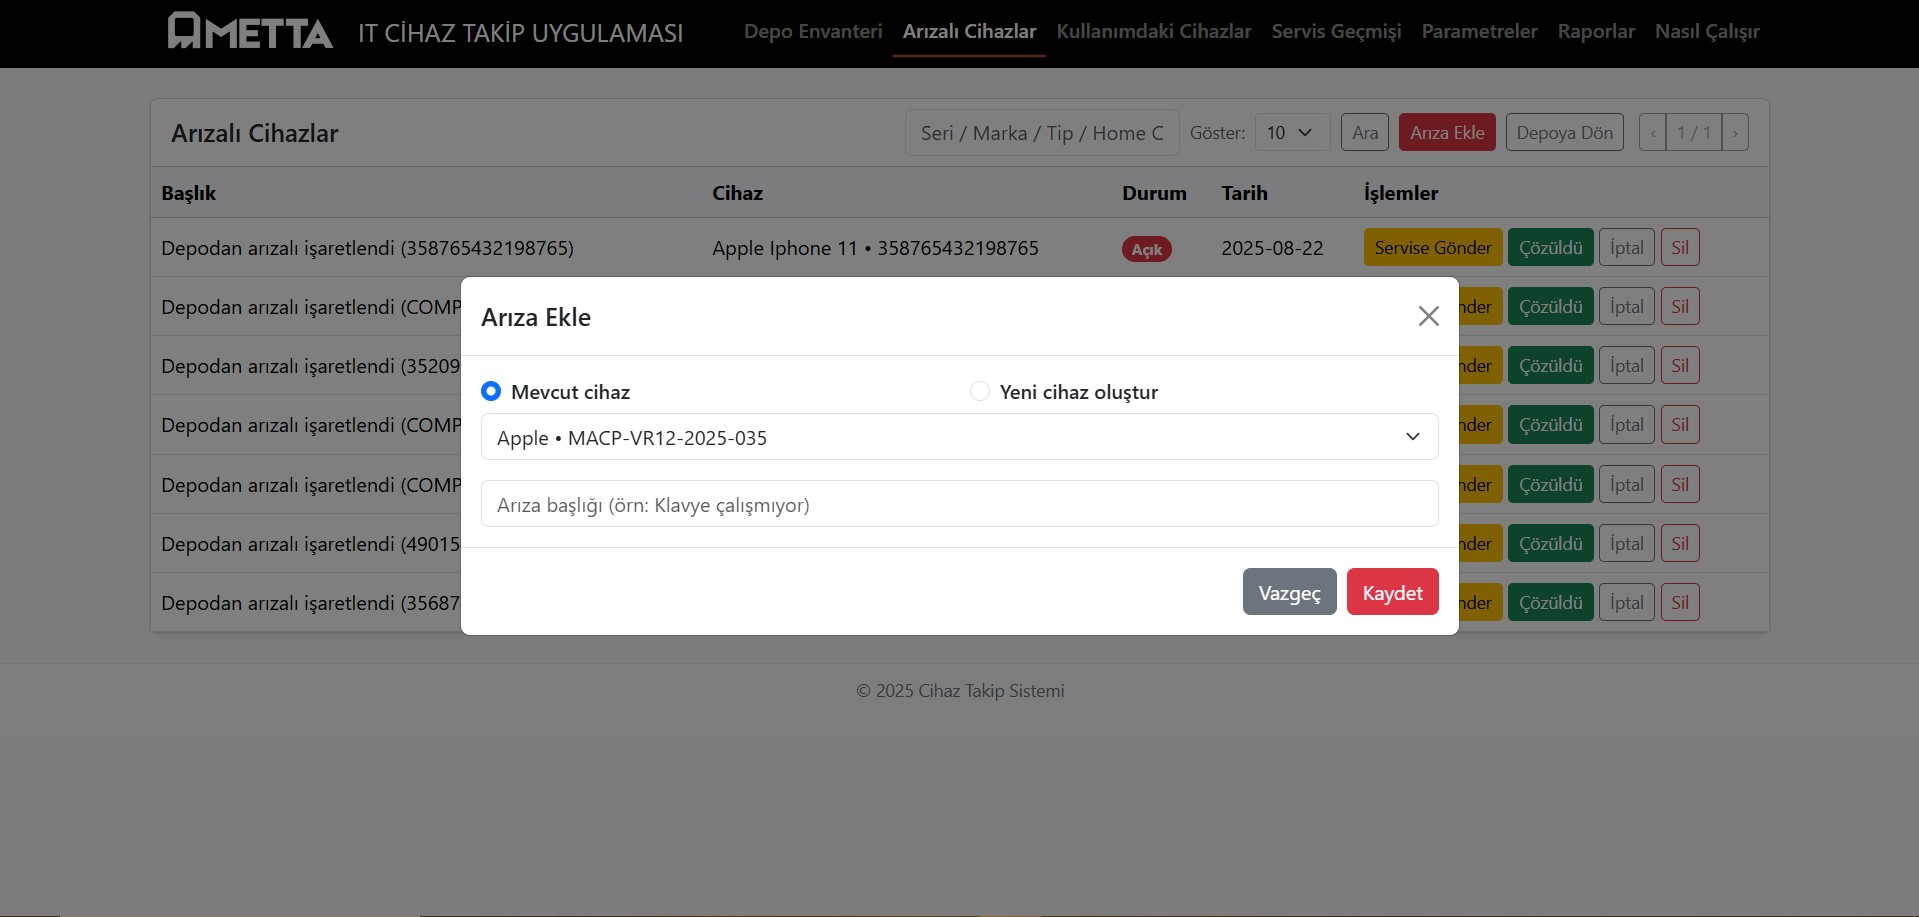 METTA IT CİHAZ TAKİP UYGULAMASI Depo Envanteri Arızalı Cihazlar Kullanımdaki Cihazlar Servis Geçmişi Parametreler Raporlar Nasıl Çalışır
Arızalı Cihazlar Seri / Marka / Tip / Home C Göster: 10 Ara Arıza Ekle Depoya Dön ‹ 1 / 1 ›
Başlık Cihaz Durum Tarih İşlemler
Depodan arızalı işaretlendi (358765432198765) Apple Iphone 11 • 358765432198765 Açık 2025-08-22 Servise Gönder Çözüldü İptal Sil
Depodan arızalı işaretlendi (COMP nder Çözüldü İptal Sil
Depodan arızalı işaretlendi (35209 nder Çözüldü İptal Sil
Depodan arızalı işaretlendi (COMP nder Çözüldü İptal Sil
Depodan arızalı işaretlendi (COMP nder Çözüldü İptal Sil
Depodan arızalı işaretlendi (49015 nder Çözüldü İptal Sil
Depodan arızalı işaretlendi (35687 nder Çözüldü İptal Sil
Arıza Ekle
Mevcut cihaz Yeni cihaz oluştur
Apple • MACP-VR12-2025-035
Arıza başlığı (örn: Klavye çalışmıyor)
Vazgeç Kaydet
© 2025 Cihaz Takip Sistemi